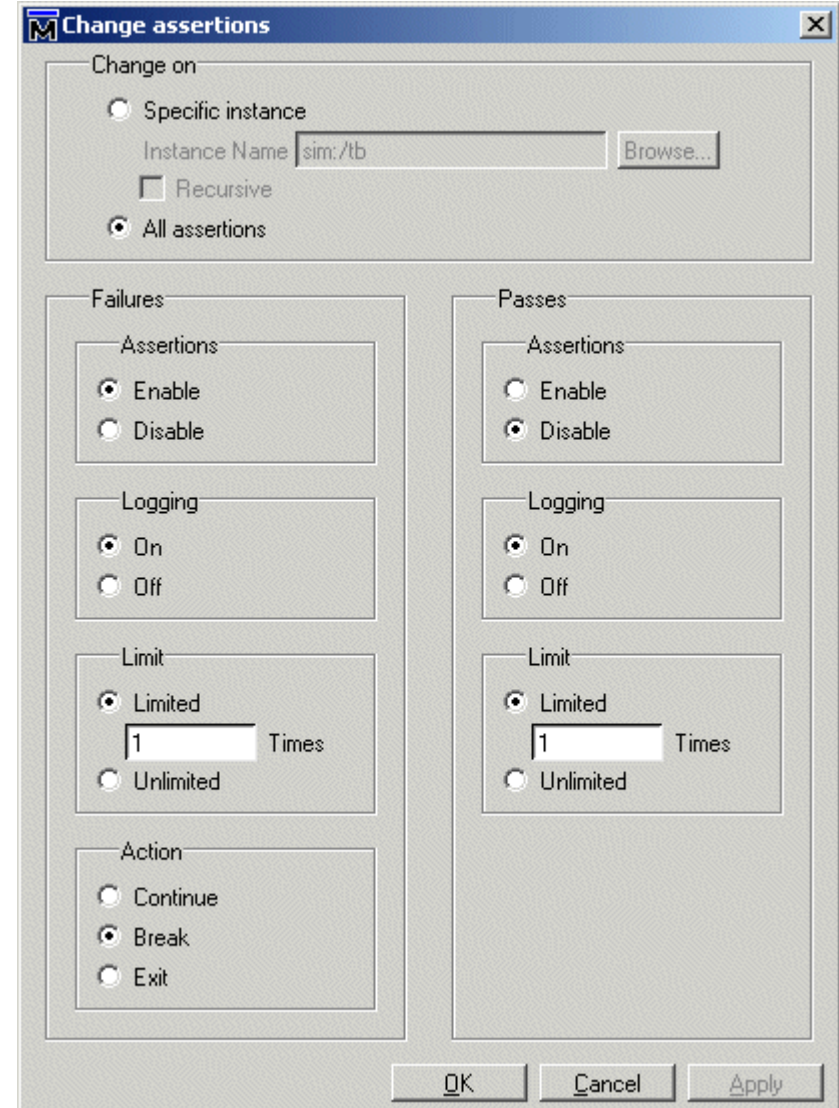 Change assertions
Change on
Specific instance
Instance Name sim:/tb Browse...
Recursive
All assertions
Failures
Assertions
Enable
Disable
Logging
On
Off
Limit
Limited
1 Times
Unlimited
Action
Continue
Break
Exit
Passes
Assertions
Enable
Disable
Logging
On
Off
Limit
Limited
1 Times
Unlimited
OK Cancel Apply